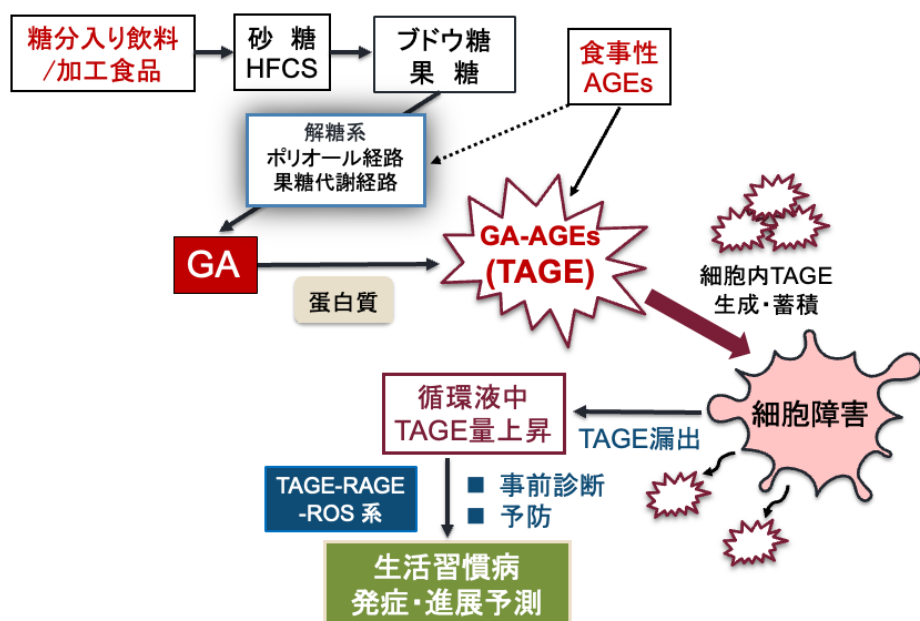 糖分入り飲料
/加工食品
砂 糖
HFCS
ブドウ糖
果 糖
食事性
AGEs
解糖系
ポリオール経路
果糖代謝経路
GA
蛋白質
GA-AGEs
(TAGE)
細胞内TAGE
生成・蓄積
細胞障害
TAGE漏出
循環液中
TAGE量上昇
TAGE-RAGE
-ROS 系
■ 事前診断
■ 予防
生活習慣病
発症・進展予測